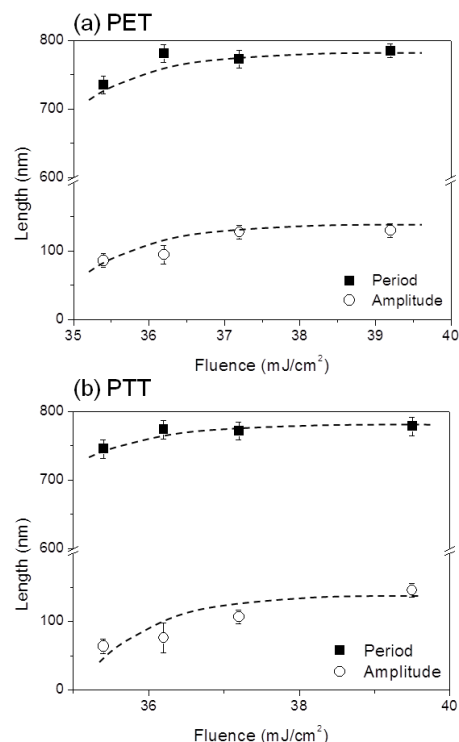 (a) PET
800
700
600
100
0
Length (nm)
Period
Amplitude
35 36 37 38 39 40
Fluence (mJ/cm²)
(b) PTT
800
700
600
100
0
Length (nm)
Period
Amplitude
36 38 40
Fluence (mJ/cm²)